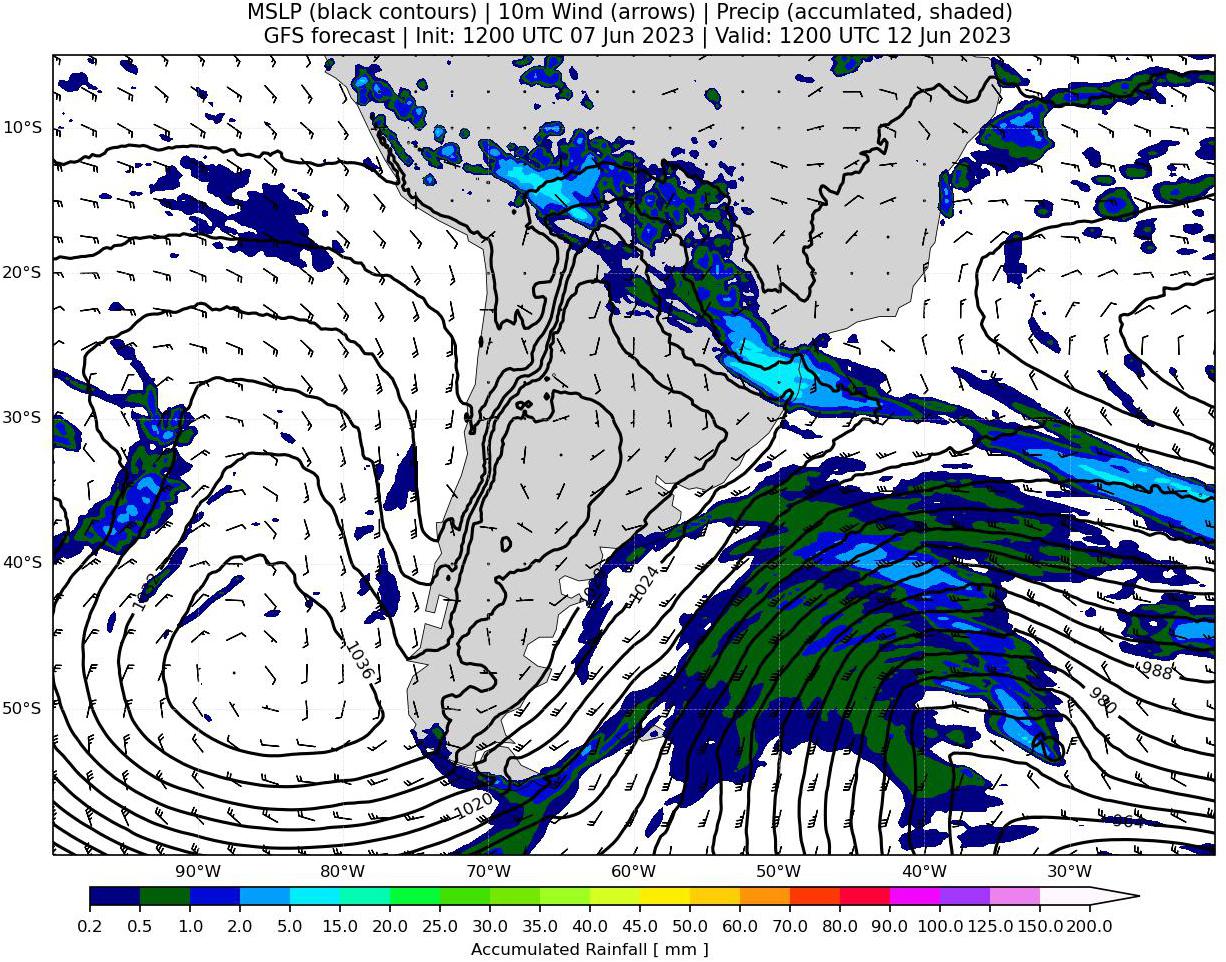 MSLP (black contours) | 10m Wind (arrows) | Precip (accumlated, shaded)
GFS forecast | Init: 1200 UTC 07 Jun 2023 | Valid: 1200 UTC 12 Jun 2023
10°S
20°S
30°S
40°S
50°S
1024
1036
988
980
1020
964
90°W 80°W 70°W 60°W 50°W 40°W 30°W
0.2 0.5 1.0 2.0 5.0 10.0 15.0 20.0 25.0 30.0 35.0 40.0 45.0 50.0 60.0 70.0 80.0 90.0 100.0 125.0 150.0 200.0
Accumulated Rainfall [ mm ]